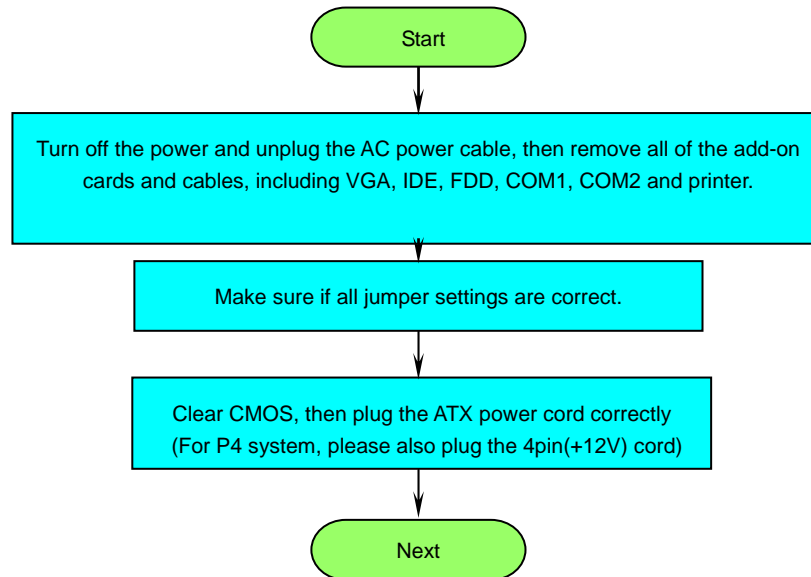 Start
Turn off the power and unplug the AC power cable, then remove all of the add-on
cards and cables, including VGA, IDE, FDD, COM1, COM2 and printer.
Make sure if all jumper settings are correct.
Clear CMOS, then plug the ATX power cord correctly
(For P4 system, please also plug the 4pin(+12V) cord)
Next